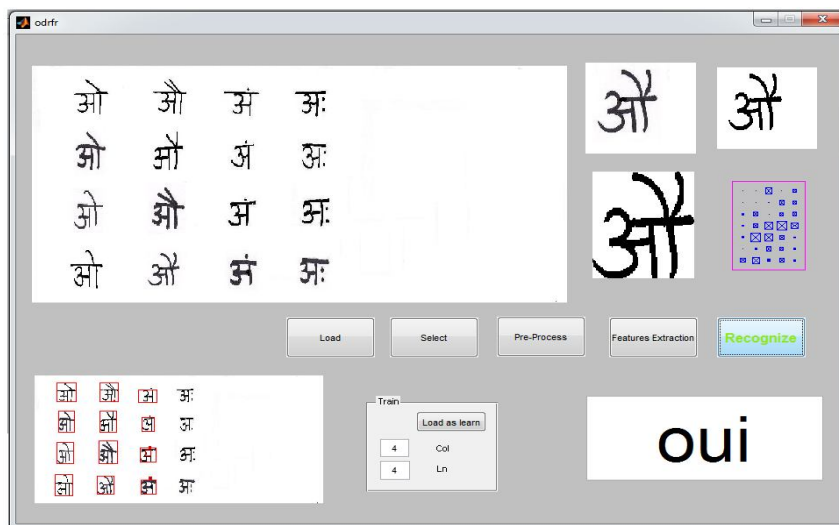 odrfr
ओ औ अं अः
ओ औ अं अः
ओ औ अं अः
ओ औ अं अः
औ औ
औ
Load Select Pre-Process Features Extraction Recognize
ओ औ अं अः
ओ औ अं अः
ओ औ अं अः
ओ औ अं अः
Train
Load as learn
4 Col
4 Ln
oui